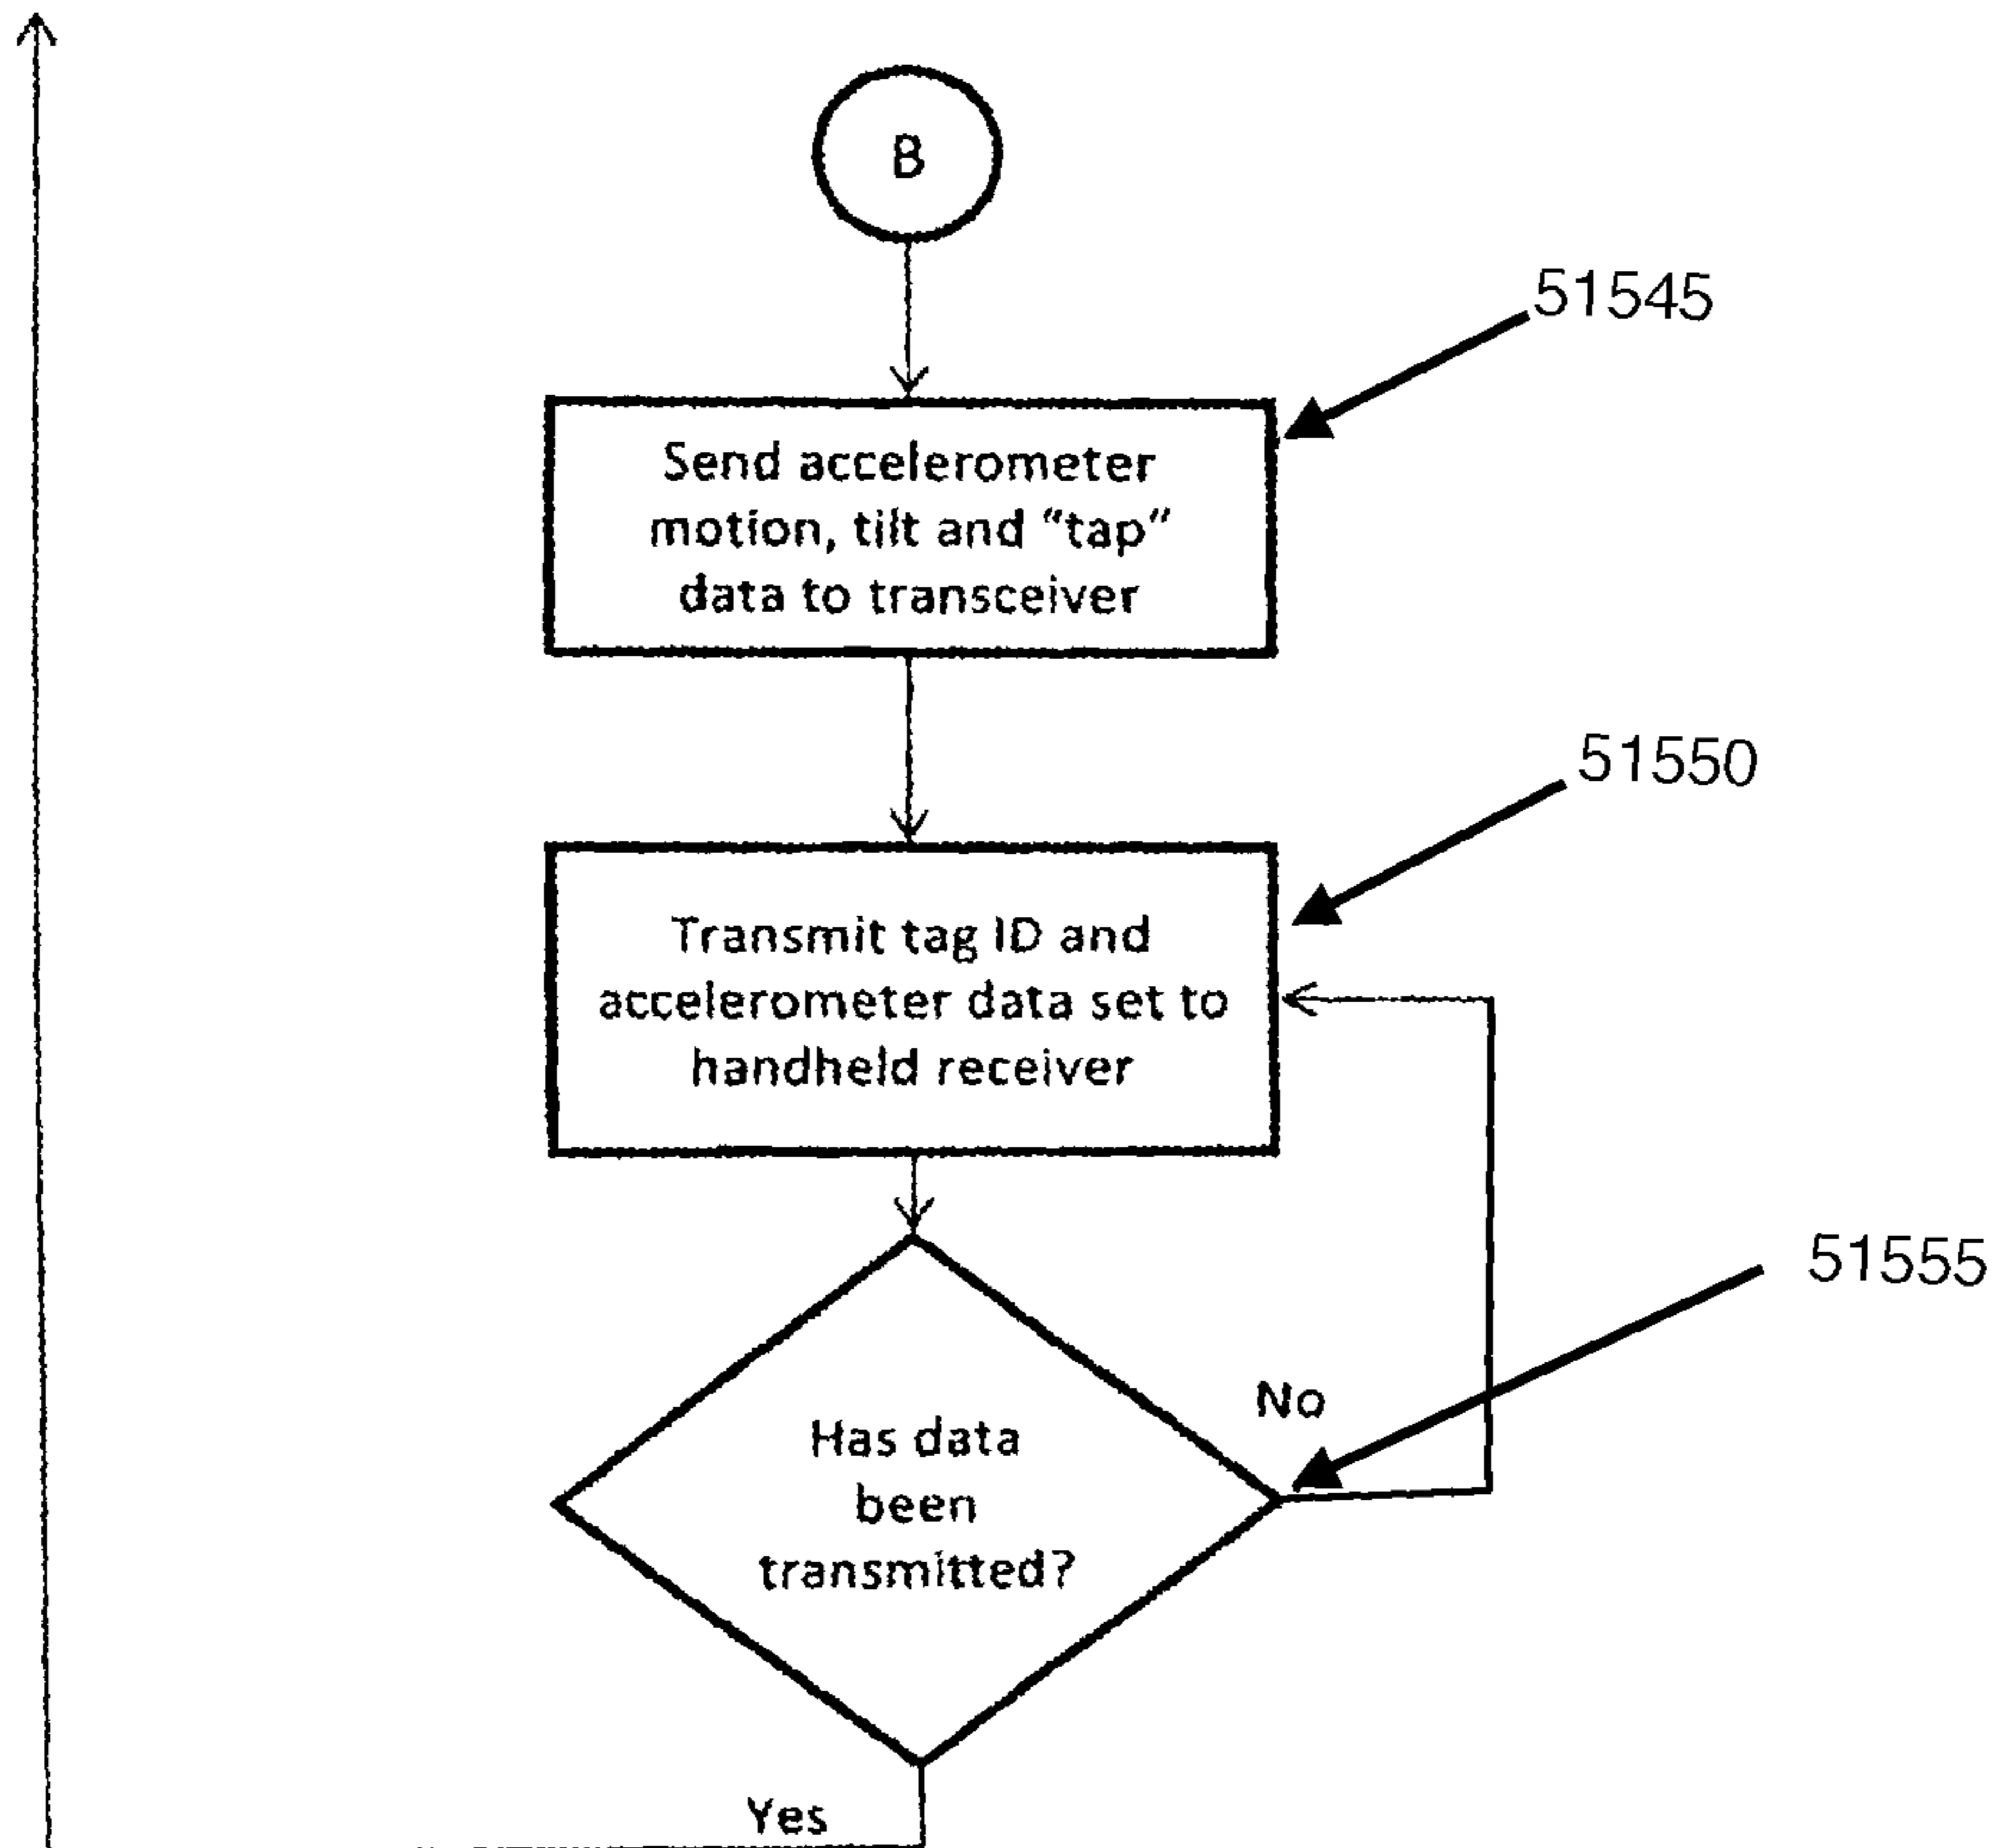 B
51545
Send accelerometer
motion, tilt and “tap”
data to transceiver
51550
Transmit tag ID and
accelerometer data set to
handheld receiver
51555
No
Has data
been
transmitted?
Yes